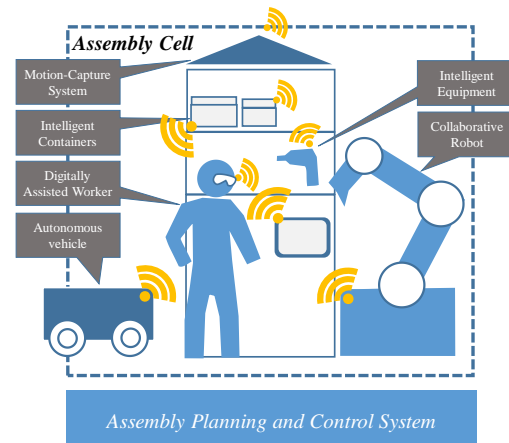 Assembly Cell
Motion-Capture
System
Intelligent
Containers
Digitally
Assisted Worker
Autonomous
vehicle
Intelligent
Equipment
Collaborative
Robot
Assembly Planning and Control System